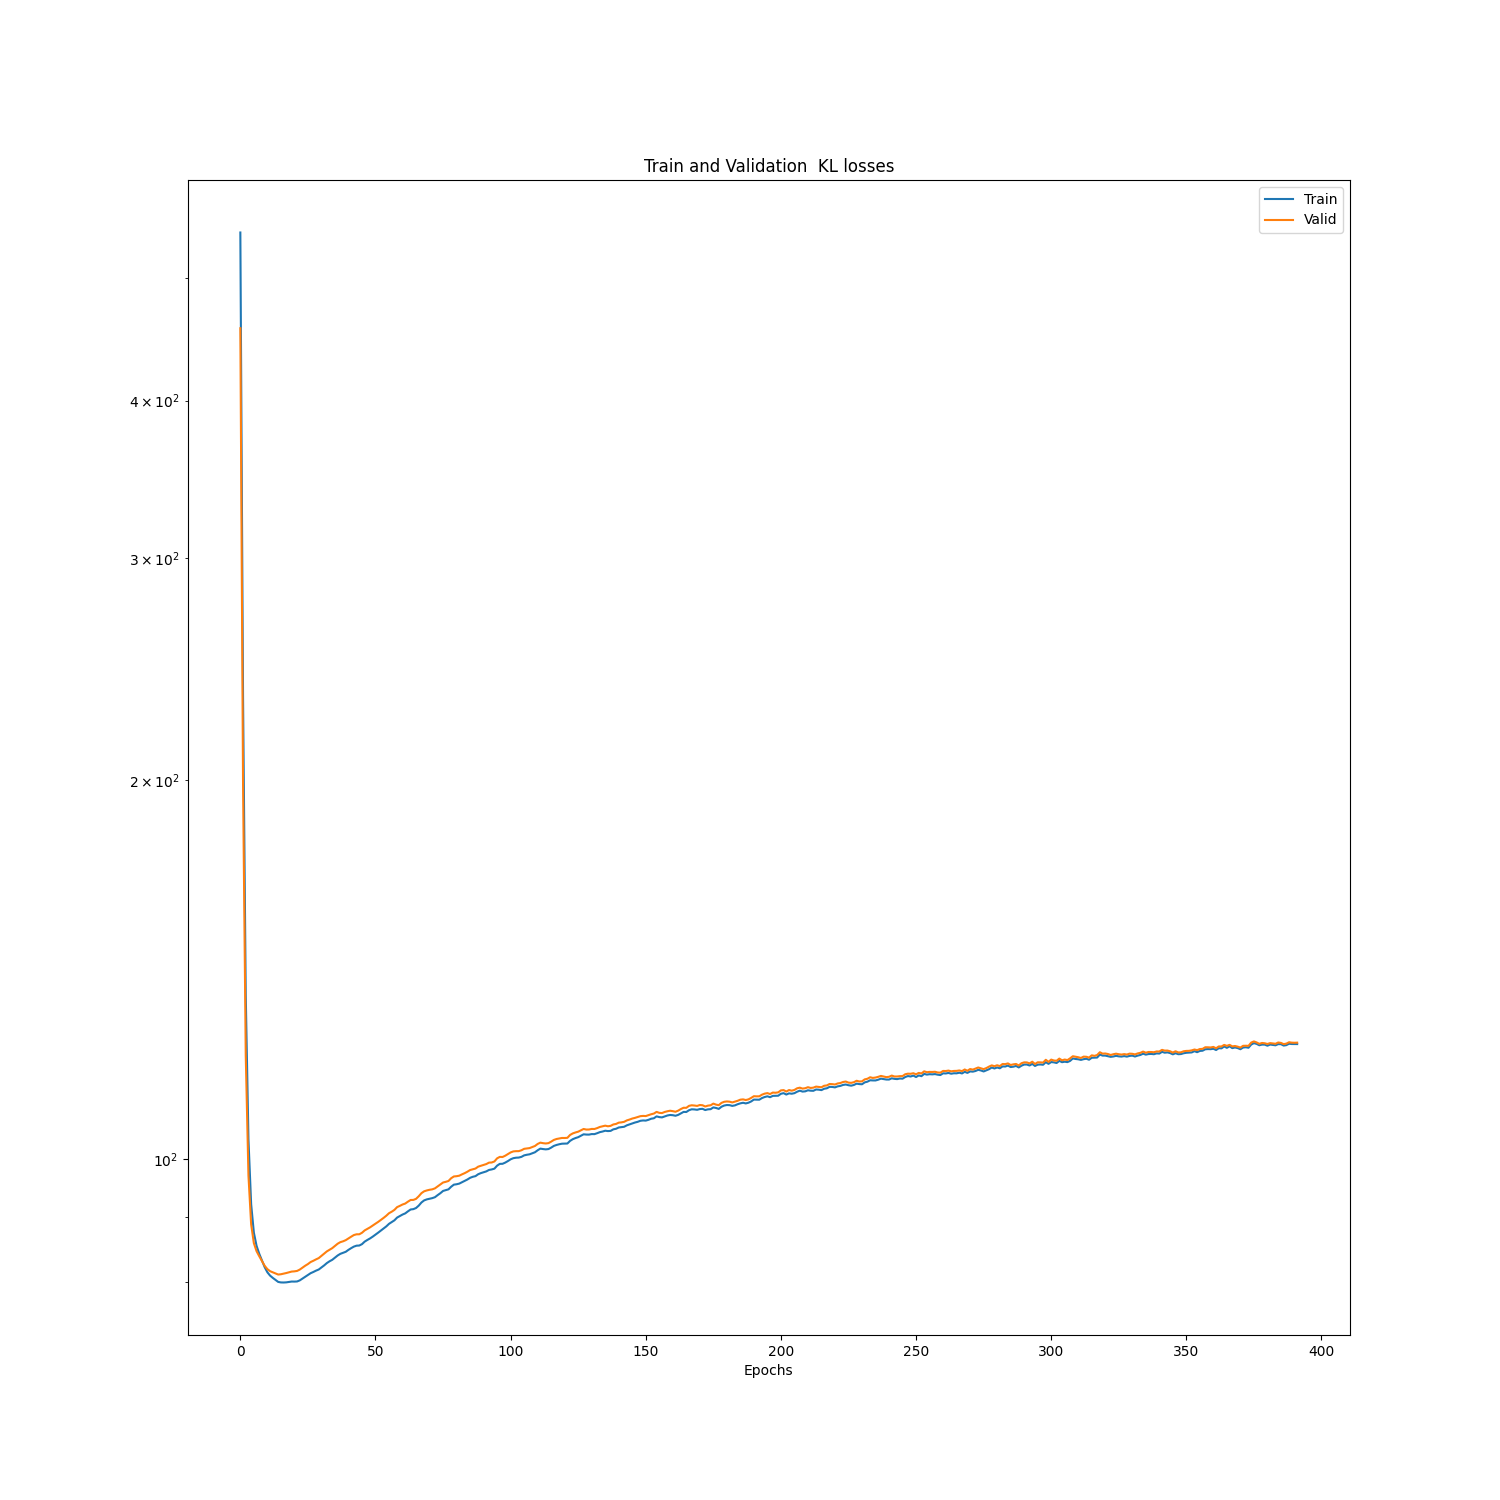 Train and Validation  KL losses
Train
Valid
4 × 10²
3 × 10²
2 × 10²
10²
0 50 100 150 200 250 300 350 400
Epochs